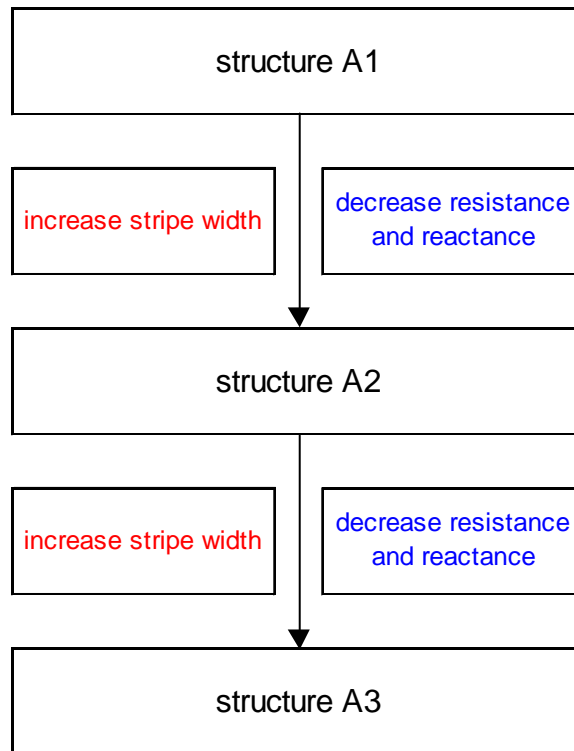 structure A1
increase stripe width
decrease resistance
and reactance
structure A2
increase stripe width
decrease resistance
and reactance
structure A3